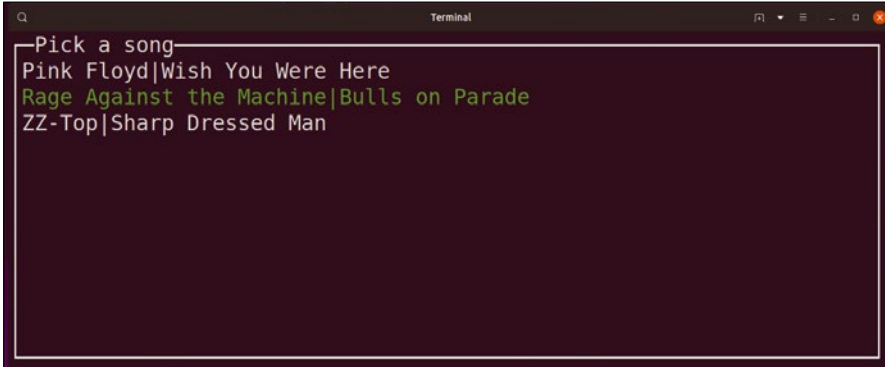 Terminal
Pick a song
Pink Floyd|Wish You Were Here
Rage Against the Machine|Bulls on Parade
ZZ-Top|Sharp Dressed Man